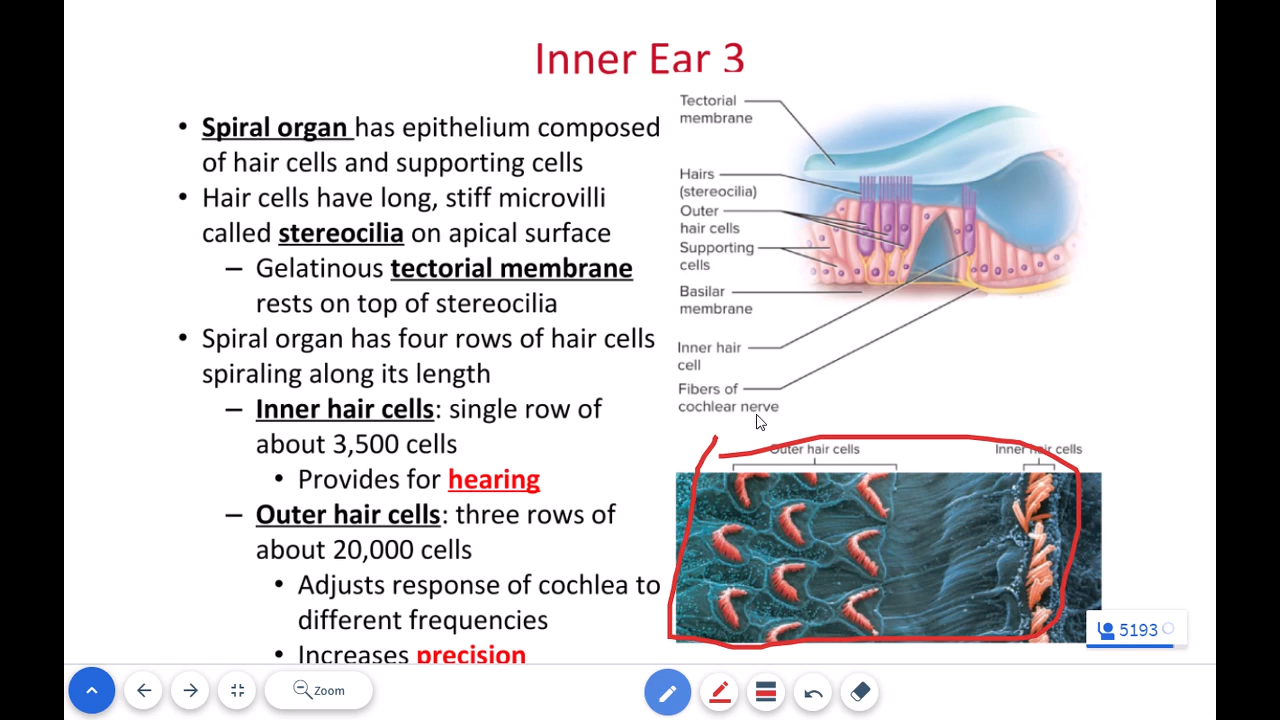 Inner Ear 3
• Spiral organ has epithelium composed
of hair cells and supporting cells
• Hair cells have long, stiff microvilli
called stereocilia on apical surface
– Gelatinous tectorial membrane
rests on top of stereocilia
• Spiral organ has four rows of hair cells
spiraling along its length
– Inner hair cells: single row of
about 3,500 cells
• Provides for hearing
– Outer hair cells: three rows of
about 20,000 cells
• Adjusts response of cochlea to
different frequencies
• Increases precision
Tectorial
membrane
Hairs
(stereocilia)
Outer
hair cells
Supporting
cells
Basilar
membrane
Inner hair
cell
Fibers of
cochlear nerve
Outer hair cells
Inner hair cells
5193
Zoom